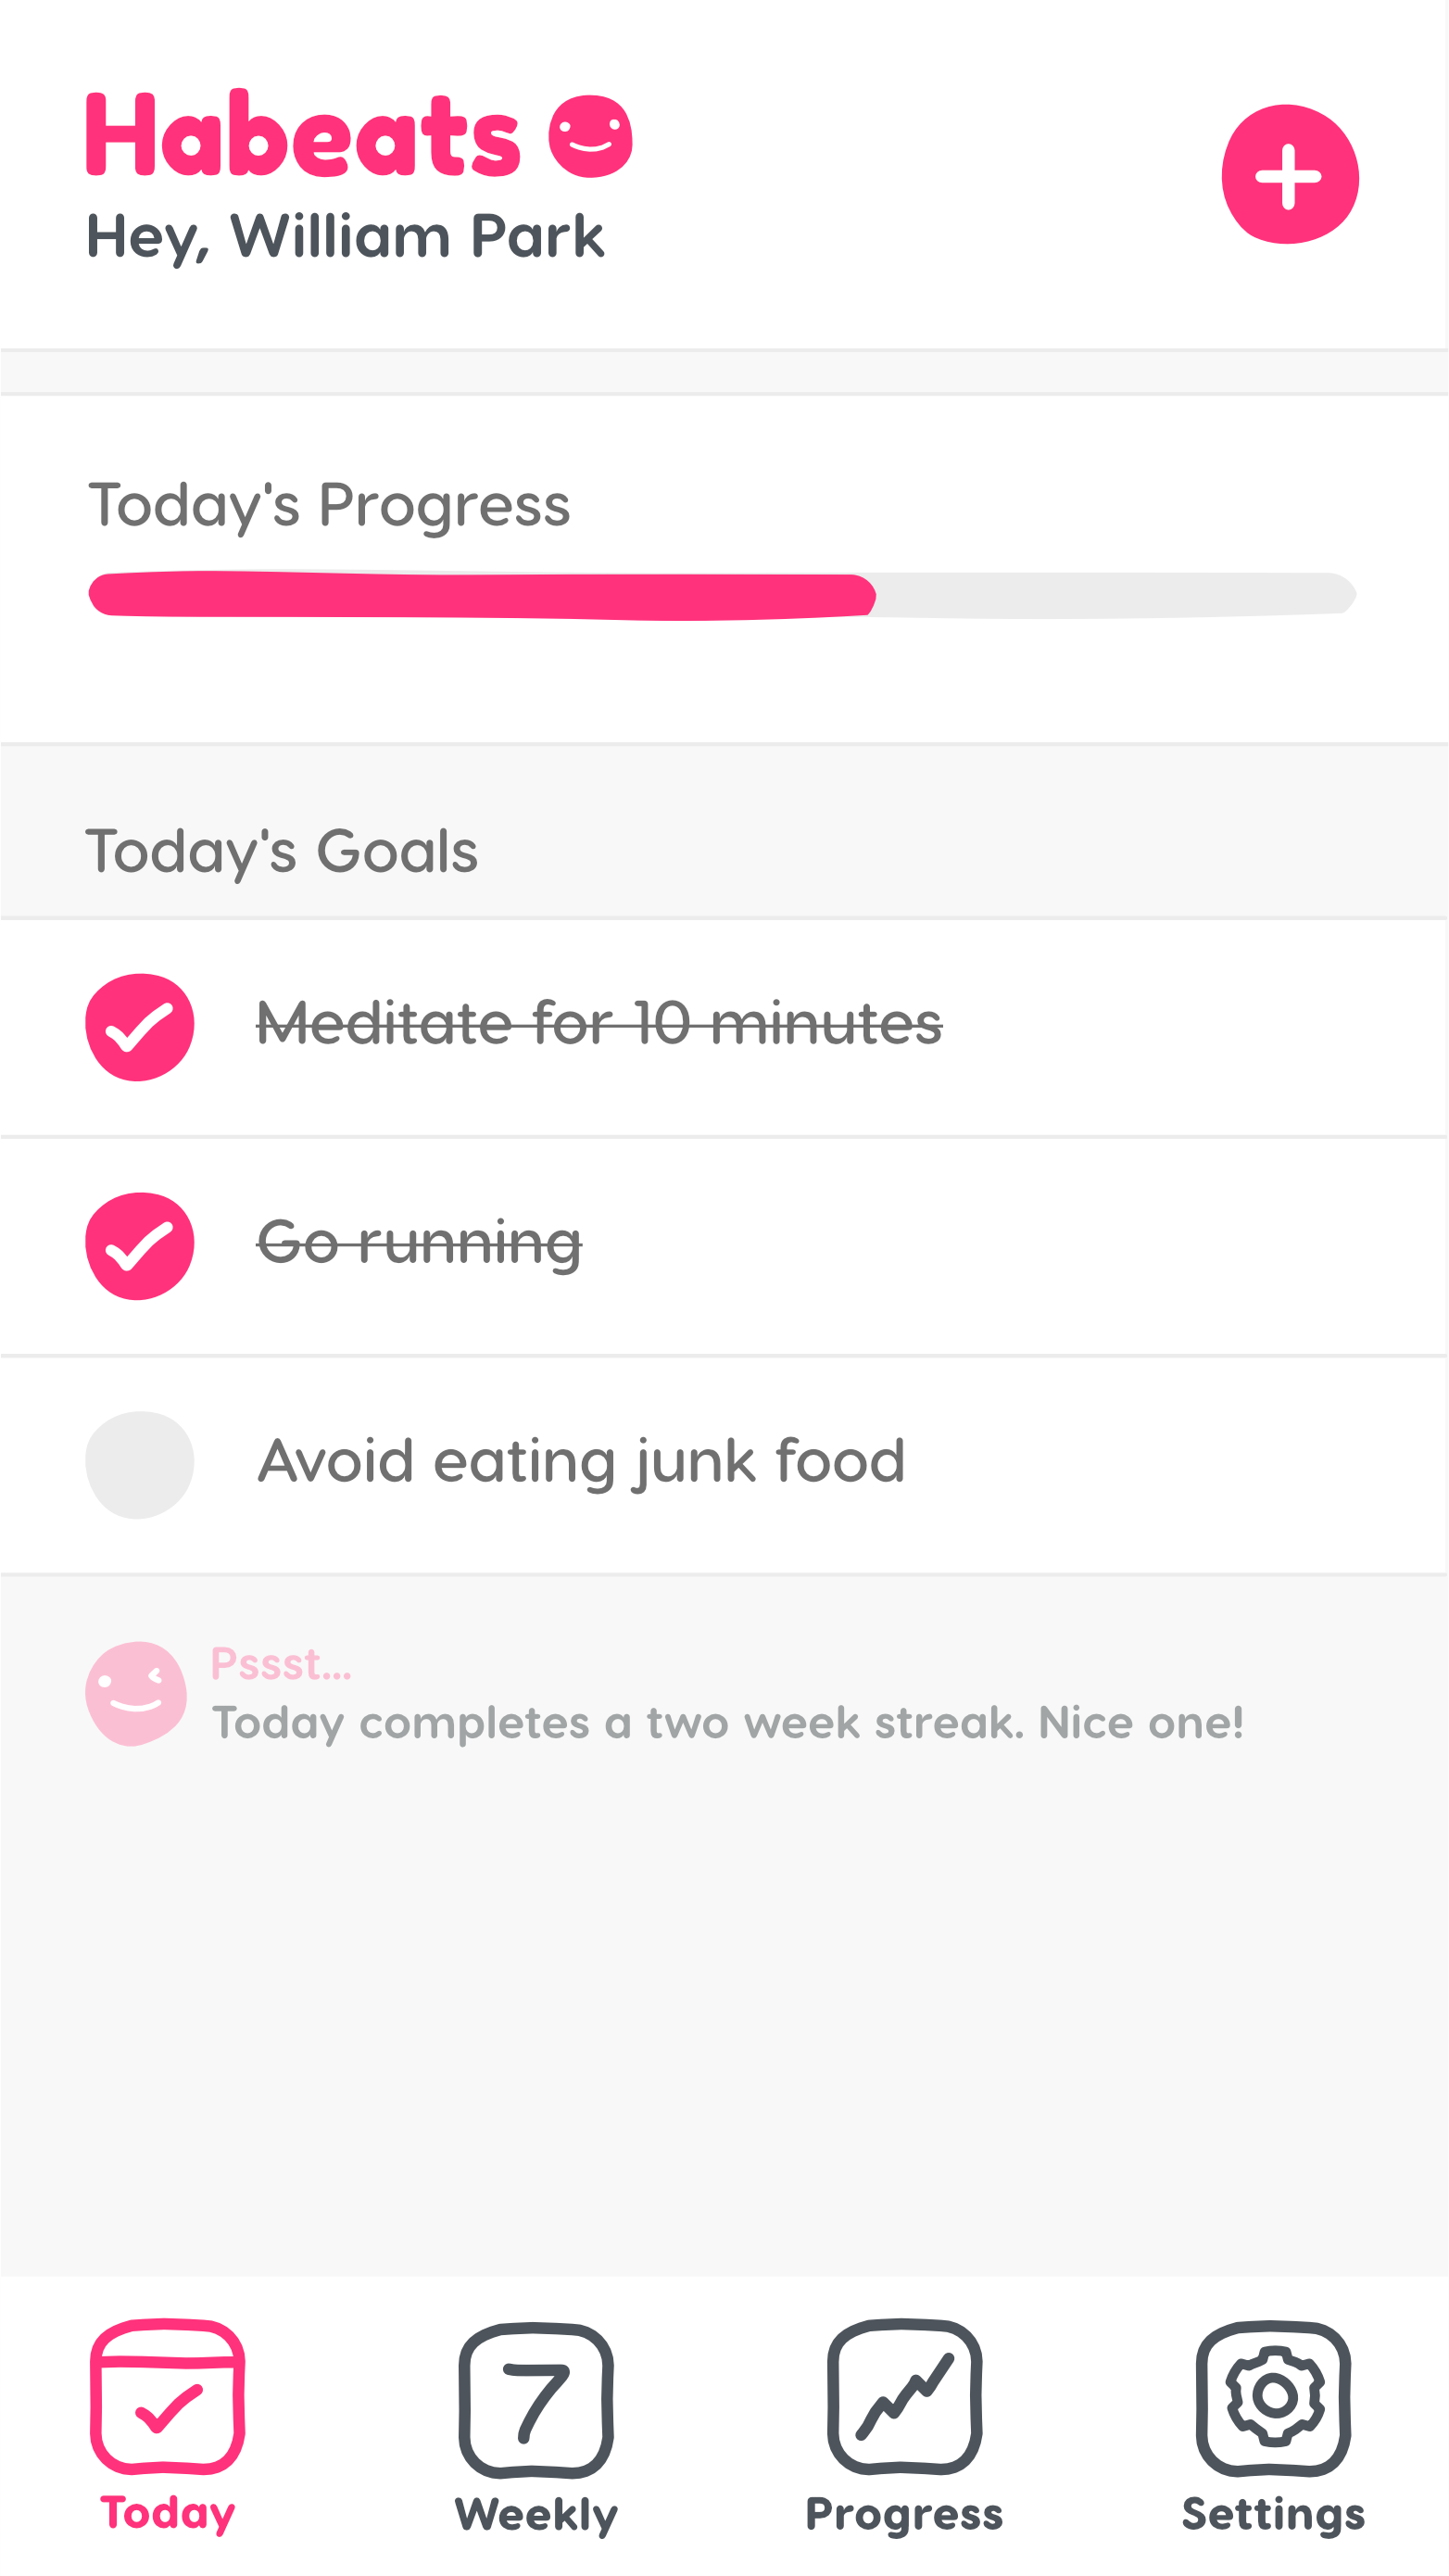 Habeats
Hey, William Park
Today's Progress
Today's Goals
Meditate for 10 minutes
Go running
Avoid eating junk food
Pssst...
Today completes a two week streak. Nice one!
7
Today
Weekly
Progress
Settings